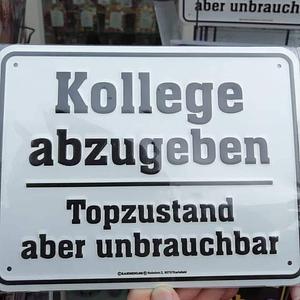 aber unbrauch
Kollege
abzugeben
Topzustand
aber unbrauchbar